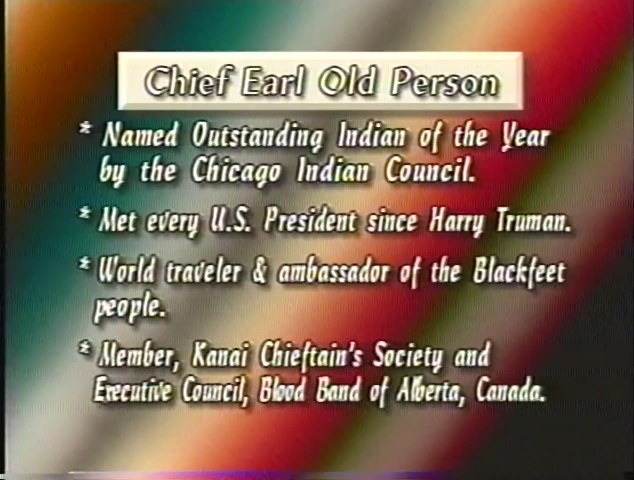 Chief Earl Old Person
* Named Outstanding Indian of the Year
by the Chicago Indian Council.
* Met every U.S. President since Harry Truman.
* World traveler & ambassador of the Blackfeet
people.
* Member, Kanai Chieftain's Society and
Executive Council, Blood Band of Alberta, Canada.